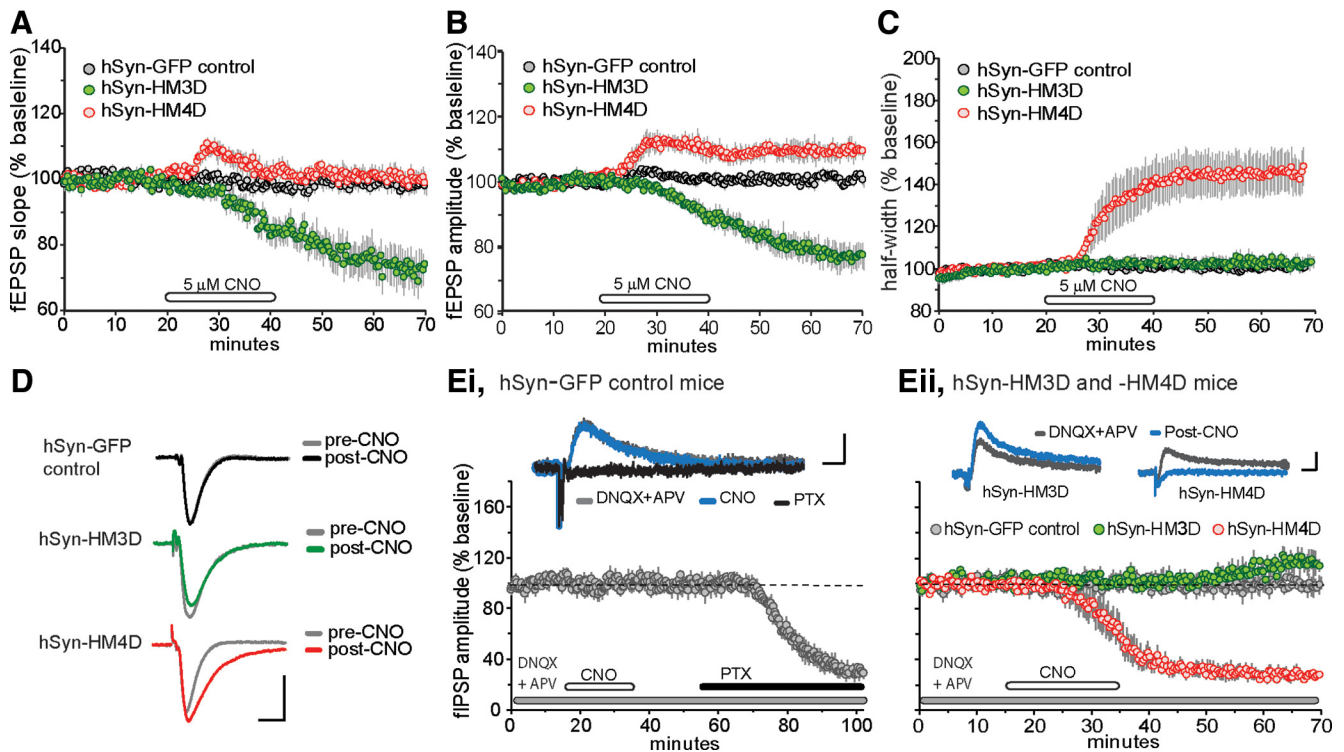 A
fEPSP slope (% basleline)
140
120
100
80
60
hSyn-GFP control
hSyn-HM3D
hSyn-HM4D
5 μM CNO
0 10 20 30 40 50 60 70
minutes
B
fEPSP amplitude (% basleline)
140
120
100
80
60
hSyn-GFP control
hSyn-HM3D
hSyn-HM4D
5 μM CNO
0 10 20 30 40 50 60 70
minutes
C
half-width (% baseline)
200
180
160
140
120
100
80
hSyn-GFP control
hSyn-HM3D
hSyn-HM4D
5 μM CNO
0 10 20 30 40 50 60 70
minutes
D
hSyn-GFP
control
pre-CNO
post-CNO
hSyn-HM3D
pre-CNO
post-CNO
hSyn-HM4D
pre-CNO
post-CNO
Ei, hSyn-GFP control mice
DNQX+APV CNO PTX
fIPSP amplitude (% baseline)
160
120
80
40
0
DNQX
+ APV
CNO
PTX
0 20 40 60 80 100
minutes
Eii, hSyn-HM3D and -HM4D mice
DNQX+APV Post-CNO
hSyn-HM3D
hSyn-HM4D
hSyn-GFP control hSyn-HM3D hSyn-HM4D
160
120
80
40
0
DNQX
+ APV
CNO
0 10 20 30 40 50 60 70
minutes